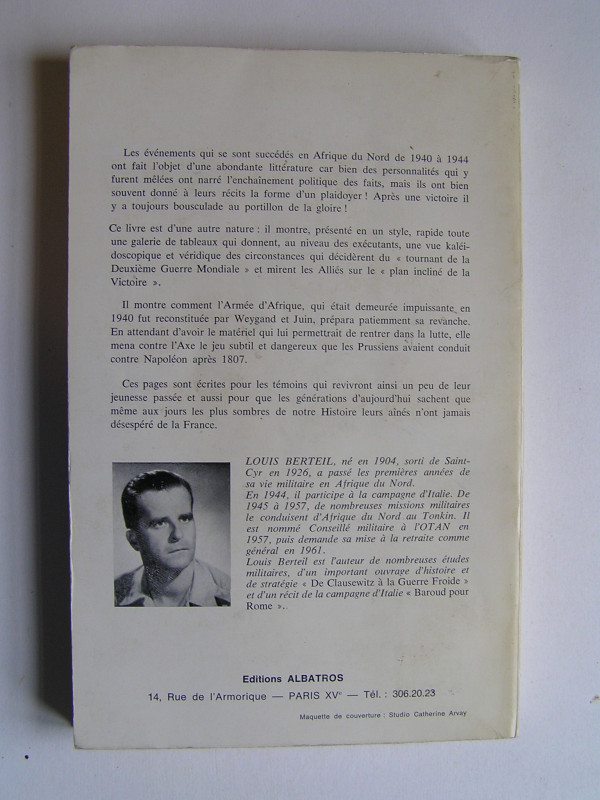 Les événements qui se sont succédés en Afrique du Nord de 1940 à 1944
ont fait l'objet d'une abondante littérature car bien des personnalités qui y
furent mêlées ont narré l'enchaînement politique des faits, mais ils ont bien
souvent donné à leurs récits la forme d'un plaidoyer ! Après une victoire il
y a toujours bousculade au portillon de la gloire !
Ce livre est d'une autre nature : il montre, présenté en un style, rapide toute
une galerie de tableaux qui donnent, au niveau des exécutants, une vue kaléi-
doscopique et véridique des circonstances qui décidèrent du « tournant de la
Deuxième Guerre Mondiale » et mirent les Alliés sur le « plan incliné de la
Victoire ».
Il montre comment l'Armée d'Afrique, qui était demeurée impuissante en
1940 fut reconstituée par Weygand et Juin, prépara patiemment sa revanche.
En attendant d'avoir le matériel qui lui permettrait de rentrer dans la lutte, elle
mena contre l'Axe le jeu subtil et dangereux que les Prussiens avaient conduit
contre Napoléon après 1807.
Ces pages sont écrites pour les témoins qui revivront ainsi un peu de leur
jeunesse passée et aussi pour que les générations d'aujourd'hui sachent que
même aux jours les plus sombres de notre Histoire leurs aînés n'ont jamais
désespéré de la France.
LOUIS BERTEIL, né en 1904, sorti de Saint-
Cyr en 1926, a passé les premières années de
sa vie militaire en Afrique du Nord.
En 1944, il participe à la campagne d'Italie. De
1945 à 1957, de nombreuses missions militaires
le conduisent d'Afrique du Nord au Tonkin. Il
est nommé Conseillé militaire à l'OTAN en
1957, puis demande sa mise à la retraite comme
général en 1961.
Louis Berteil est l'auteur de nombreuses études
militaires, d'un important ouvrage d'histoire et
de stratégie « De Clausewitz à la Guerre Froide »
et d'un récit de la campagne d'Italie « Baroud pour
Rome ».
Editions ALBATROS
14, Rue de l'Armorique — PARIS XVe — Tél. : 306.20.23
Maquette de couverture : Studio Catherine Arvay